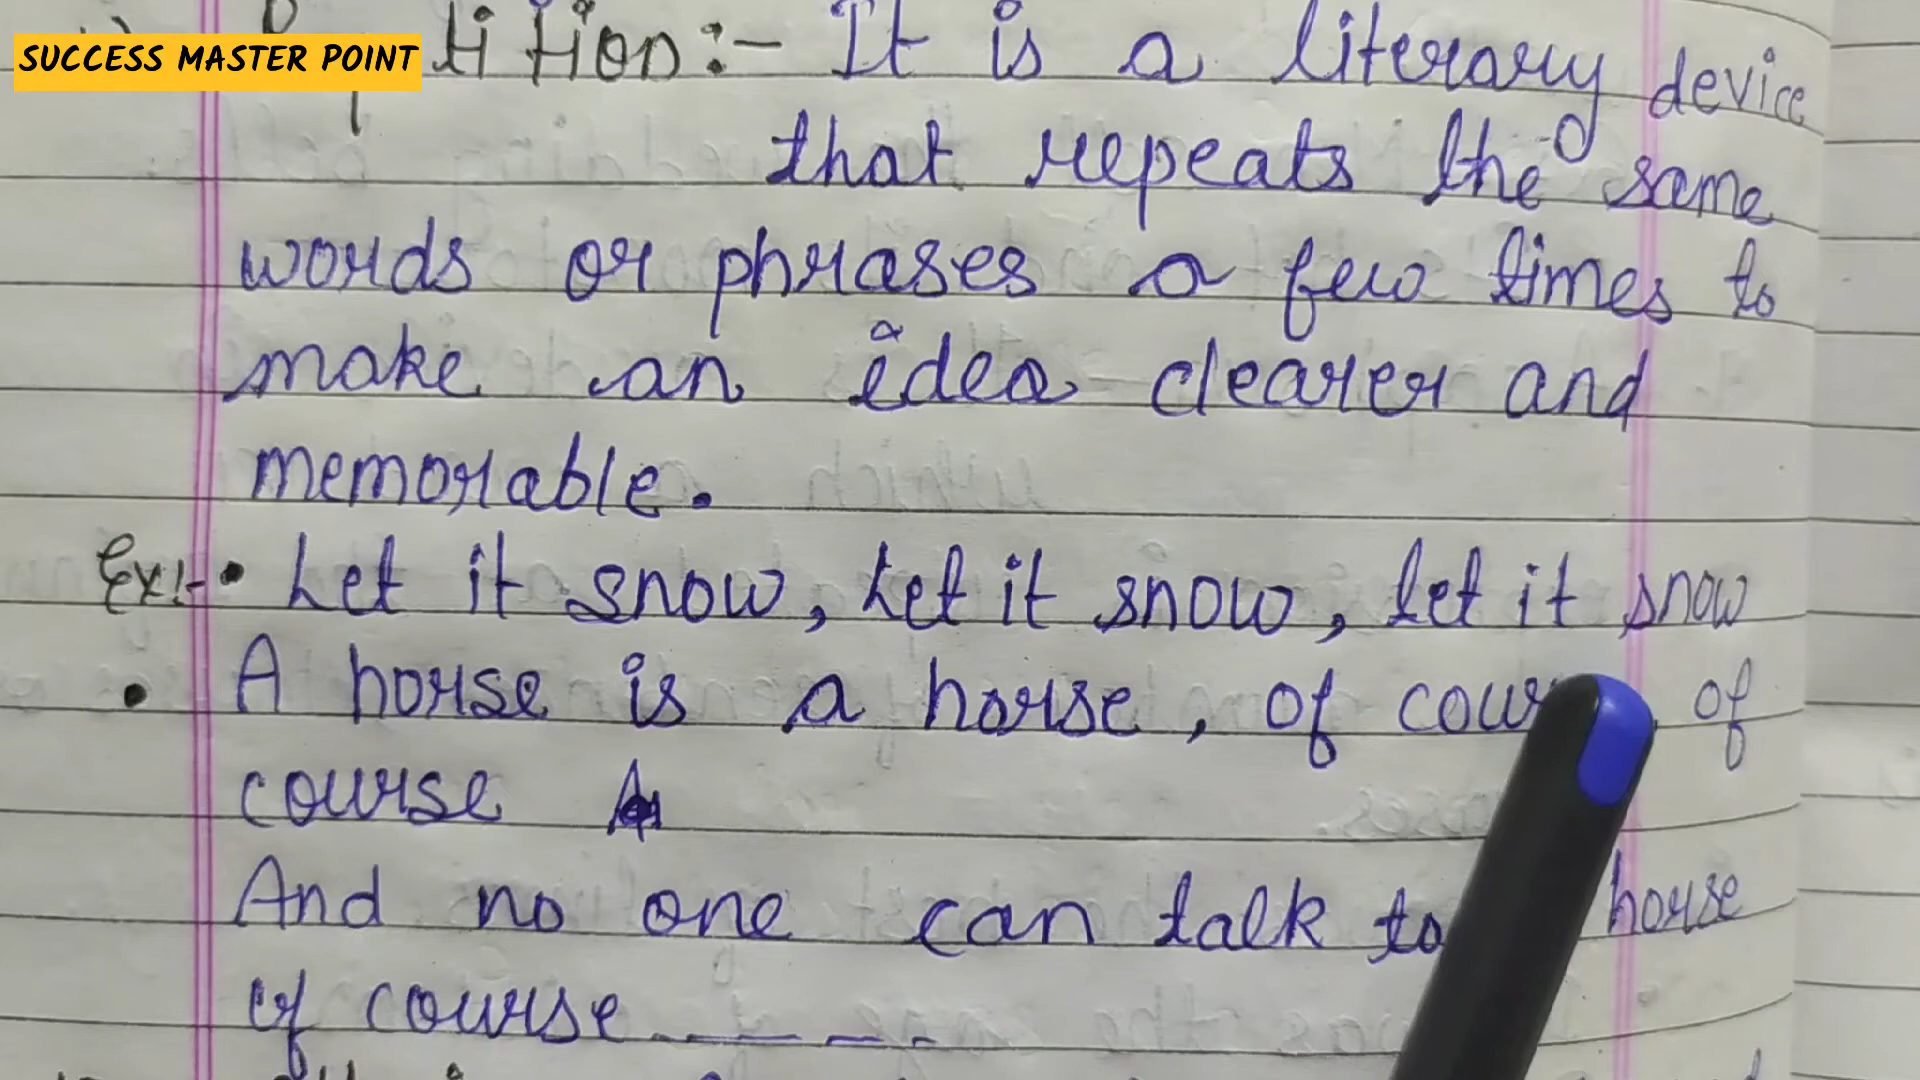 SUCCESS MASTER POINT
tition:- It is a literary device
that repeats the same
words or phrases a few times to
make an idea clearer and
memorable.
Ex:- • Let it snow, Let it snow, let it snow
• A horse is a horse, of cour of
course
And no one can talk to horse
of course